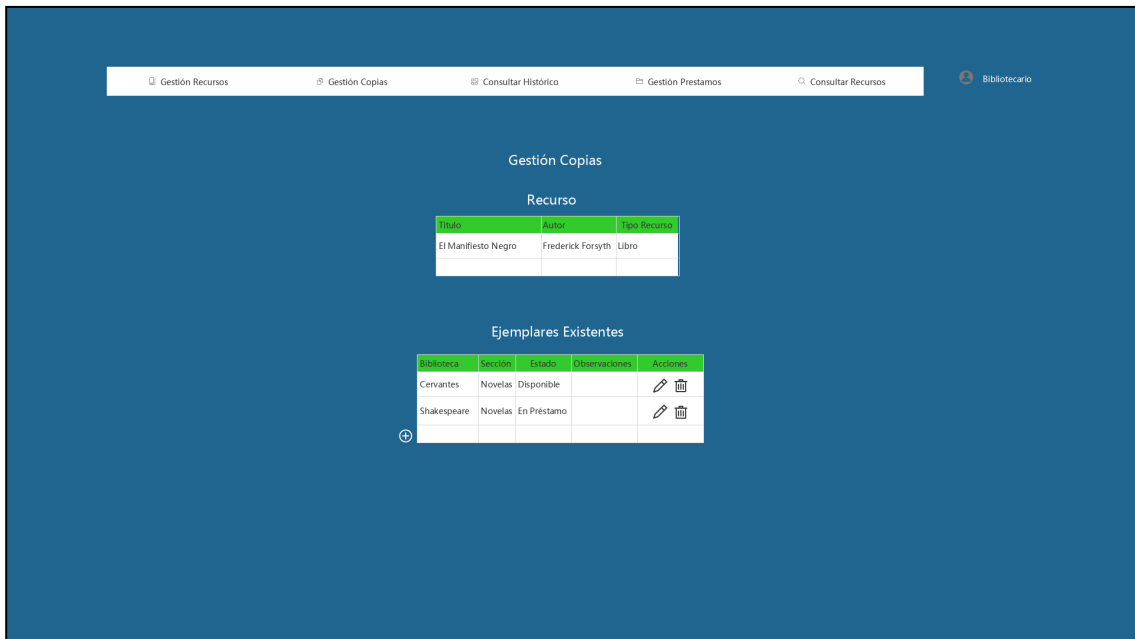 Gestión Recursos Gestión Copias Consultar Histórico Gestión Prestamos Consultar Recursos Bibliotecario
Gestión Copias
Recurso
Titulo Autor Tipo Recurso
El Manifiesto Negro Frederick Forsyth Libro
Ejemplares Existentes
Biblioteca Sección Estado Observaciones Acciones
Cervantes Novelas Disponible
Shakespeare Novelas En Préstamo